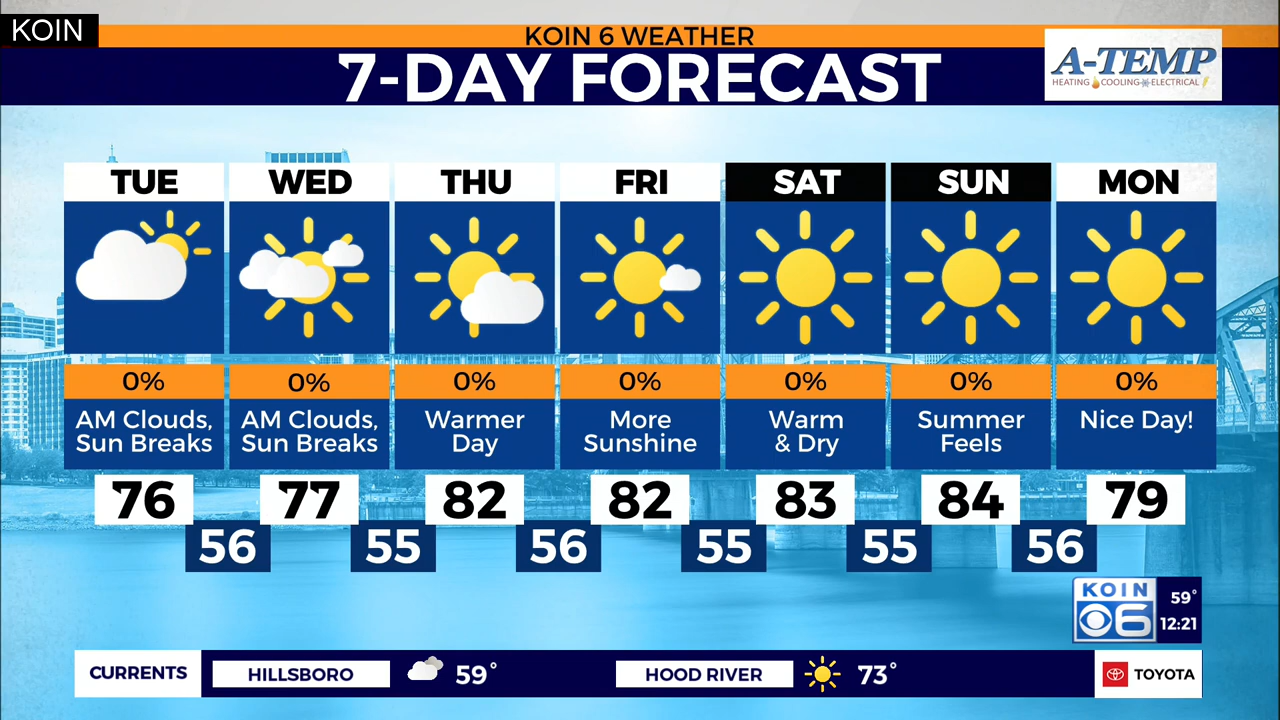 KOIN
KOIN 6 WEATHER
7-DAY FORECAST
A-TEMP
HEATING COOLING ELECTRICAL
TUE WED THU FRI SAT SUN MON
0% 0% 0% 0% 0% 0% 0%
AM Clouds, Sun Breaks
AM Clouds, Sun Breaks
Warmer Day
More Sunshine
Warm & Dry
Summer Feels
Nice Day!
76 77 82 82 83 84 79
56 55 56 55 55 56
KOIN 6
59°
12:21
CURRENTS HILLSBORO 59° HOOD RIVER 73° TOYOTA